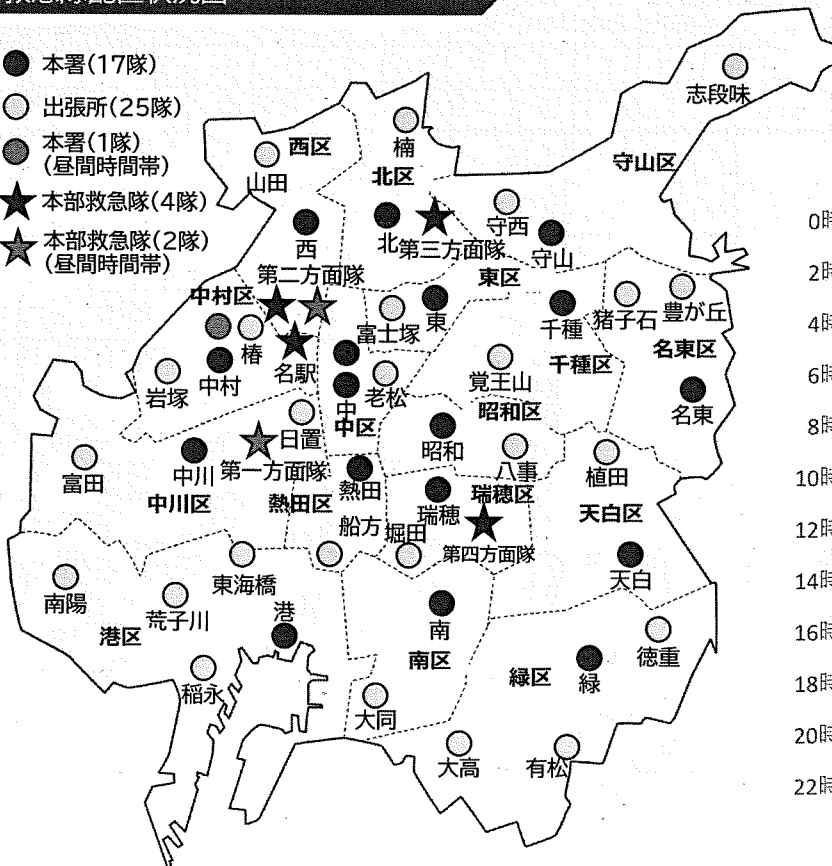 本署(17隊)
出張所(25隊)
本署(1隊)
(昼間時間帯)
本部救急隊(4隊)
本部救急隊(2隊)
(昼間時間帯)
志段味
楠
西区
山田
北区
守山区
守西
西
北
第三方面隊
守山
東区
第二方面隊
中村区
猪子石
豊が丘
富士塚
東
千種
椿
名東区
千種区
名駅
覚王山
岩塚
中村
老松
中
昭和区
名東
中区
日置
昭和
八事
植田
富田
中川
第一方面隊
熱田
瑞穂区
中川区
熱田区
瑞穂
天白区
船方
堀田
第四方面隊
天白
東海橋
南陽
荒子川
港
南
港区
南区
徳重
緑区
緑
稲永
大同
大高
有松
0時
2時
4時
6時
8時
10時
12時
14時
16時
18時
20時
22時